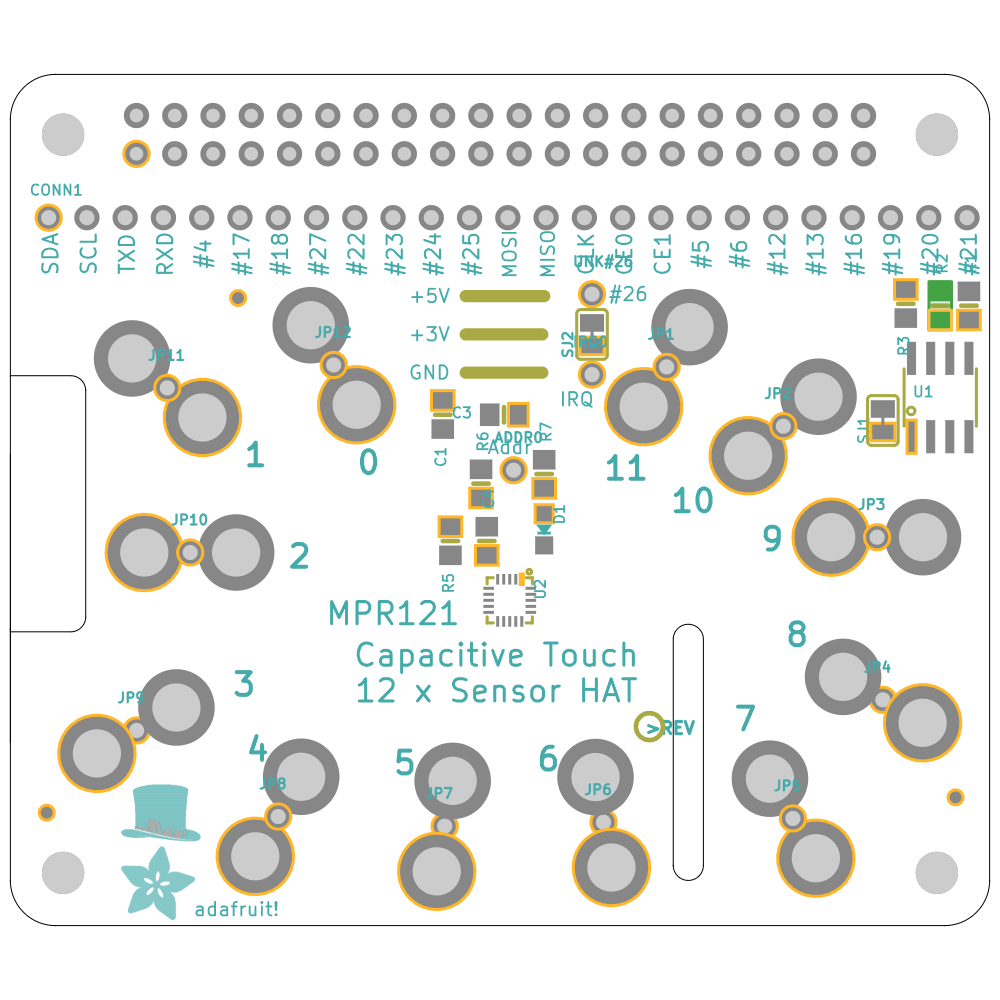 CONN1
SDA SCL TXD RXD #4 #17 #18 #27 #22 #23 #24 #25 MOSI MISO CLK CE0 CE1 #5 #6 #12 #13 #16 #19 #20 #21
#26
+5V
#26
R2
+3V
SJ2
R3
JP11
JP12
JP1
GND
IRQ
JP2
U1
C3
SJ1
C1
R6
ADDR0
Addr
R7
1
0
11
10
D1
JP10
JP3
2
9
R5
U2
MPR121
8
Capacitive Touch
12 x Sensor HAT
JP4
3
JP9
7
>REV
4
5
6
JP8
JP7
JP6
JP5
adafruit!